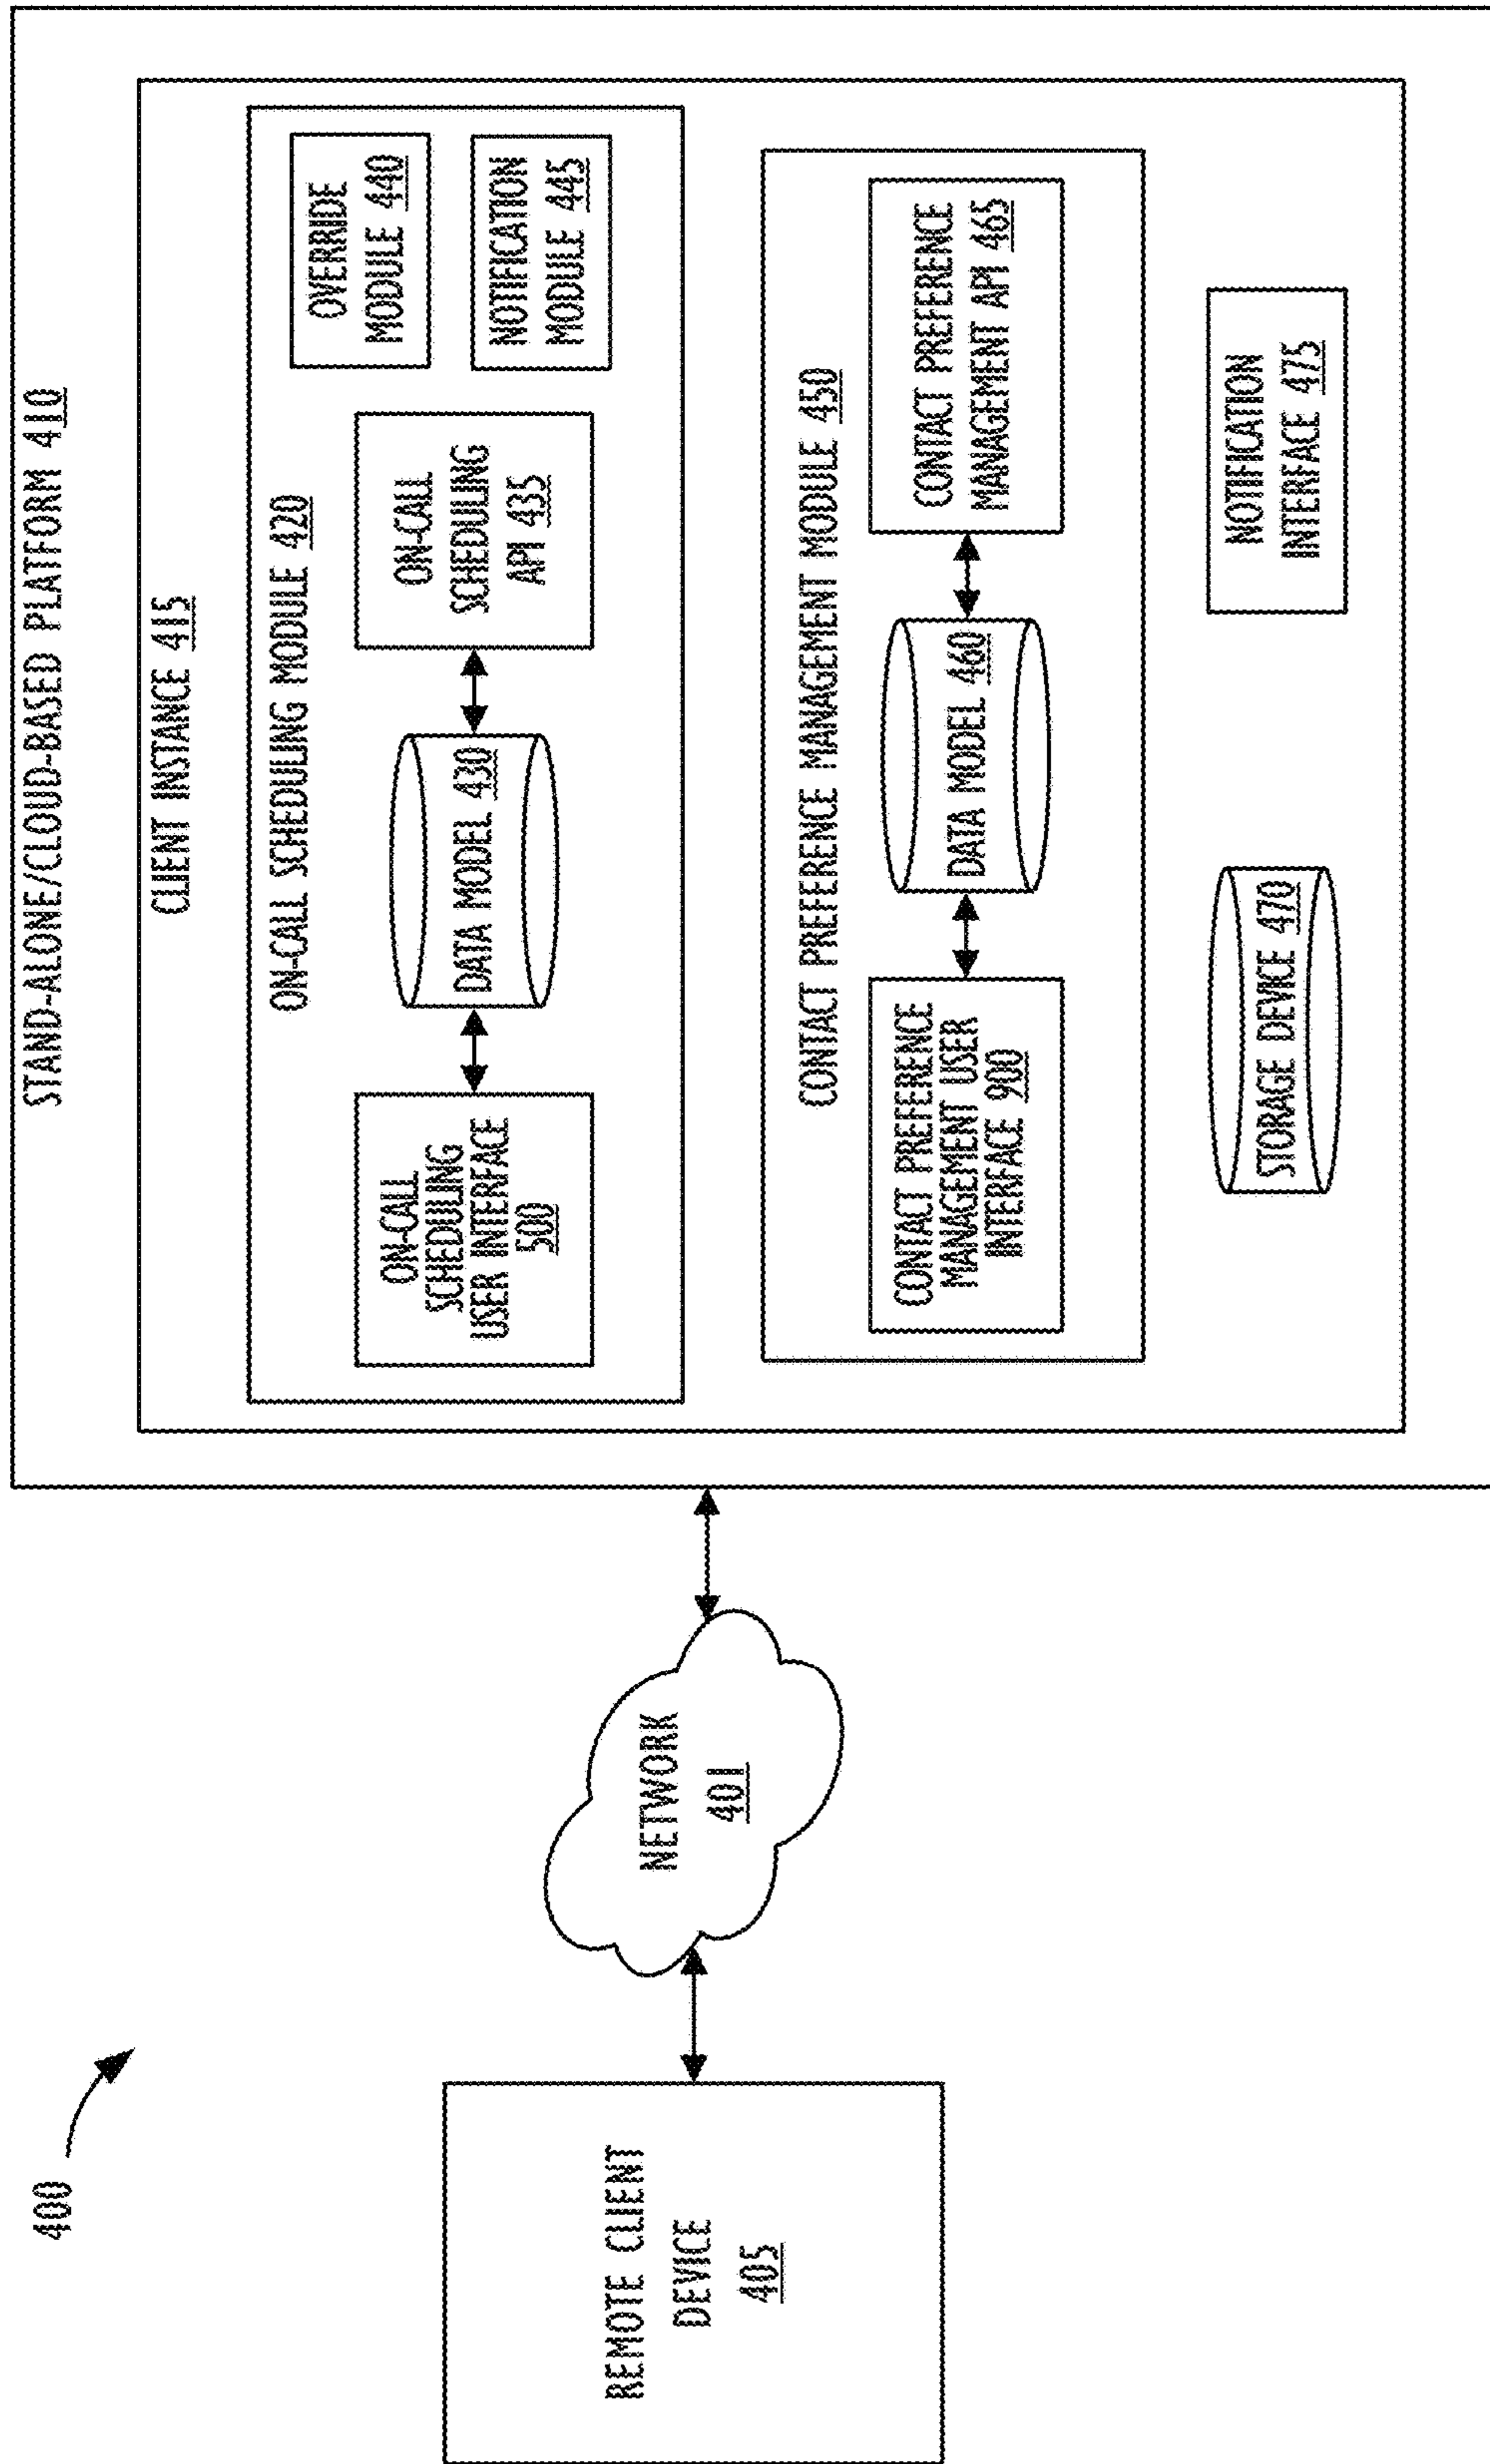 400
REMOTE CLIENT
DEVICE
405
NETWORK
401
STAND-ALONE/CLOUD-BASED PLATFORM 410
CLIENT INSTANCE 415
ON-CALL SCHEDULING MODULE 420
ON-CALL
SCHEDULING
USER INTERFACE
500
DATA MODEL 430
ON-CALL
SCHEDULING
API 435
OVERRIDE
MODULE 440
NOTIFICATION
MODULE 445
CONTACT PREFERENCE MANAGEMENT MODULE 450
CONTACT PREFERENCE
MANAGEMENT USER
INTERFACE 900
DATA MODEL 460
CONTACT PREFERENCE
MANAGEMENT API 465
STORAGE DEVICE 470
NOTIFICATION
INTERFACE 475